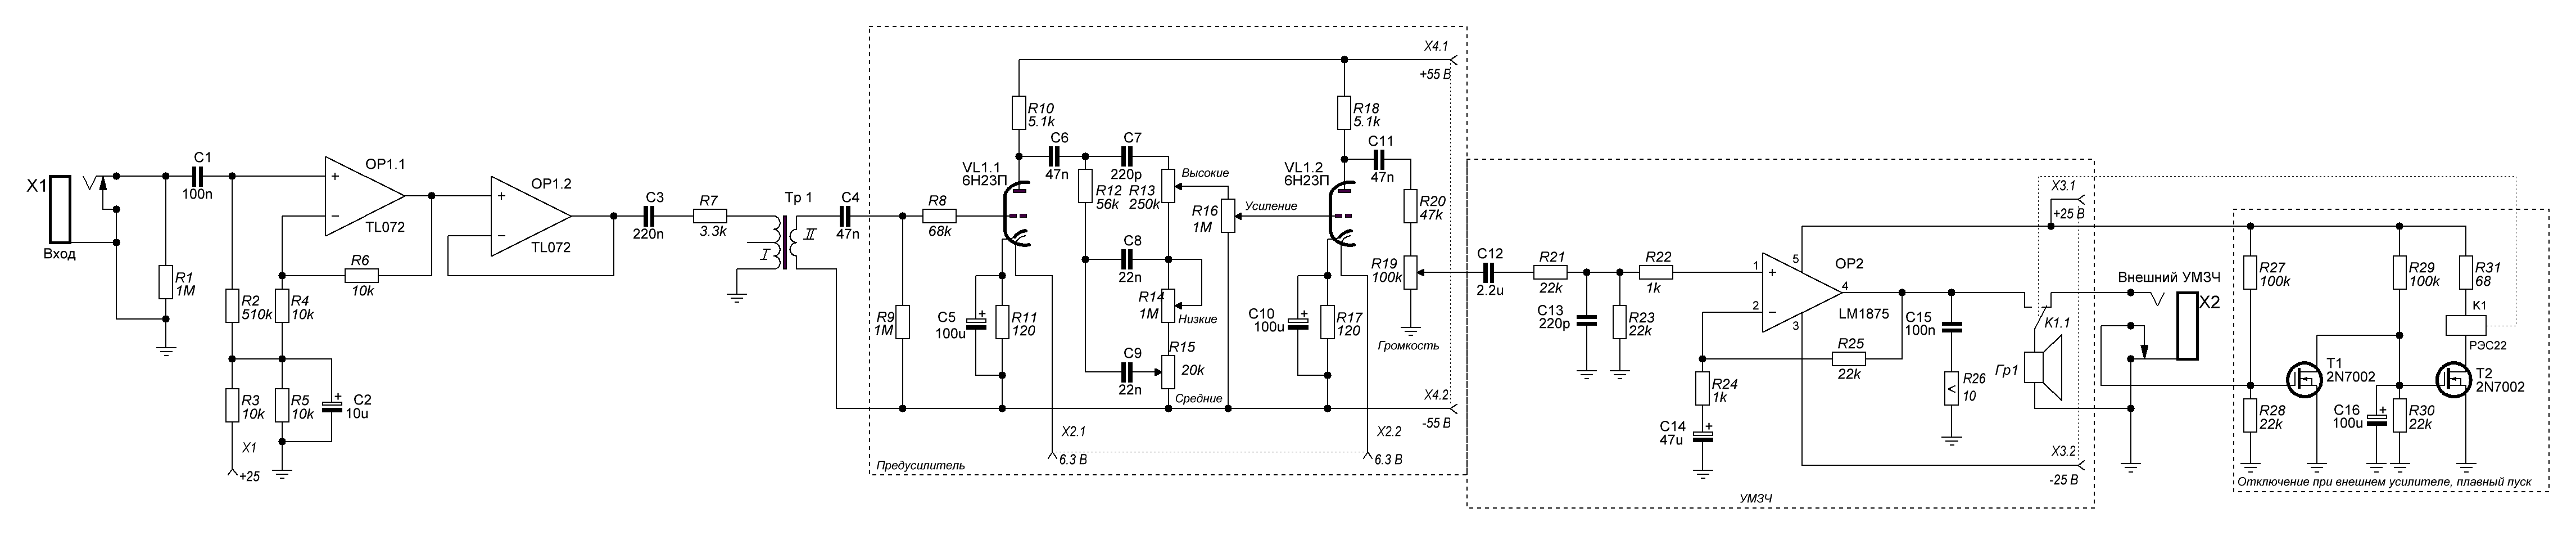 X1
Вход
R1
1M
C1
100n
R2
510k
R3
10k
X1
+25
R4
10k
R5
10k
C2
10u
R6
10k
OP1.1
TL072
+
−
OP1.2
TL072
+
−
C3
220n
R7
3.3k
Тр 1
I
II
C4
47n
R8
68k
R9
1M
VL1.1
6Н23П
R10
5.1k
C5
+
100u
R11
120
C6
47n
C7
220p
R12
56k
R13
250k
Высокие
C8
22n
R14
1M
Низкие
C9
22n
R15
20k
Средние
R16
1M
Усиление
VL1.2
6Н23П
R18
5.1k
C10
+
100u
R17
120
C11
47n
R20
47k
R19
100k
Громкость
X4.1
+55 В
X4.2
-55 В
X2.1
6.3 В
X2.2
6.3 В
Предусилитель
C12
2.2u
R21
22k
C13
220p
R22
1k
R23
22k
1
+
2
−
5
3
4
OP2
LM1875
R24
1k
C14
+
47u
R25
22k
C15
100n
R26
10
<
X3.1
+25 В
X3.2
-25 В
K1.1
Гр1
УМЗЧ
Внешний УМЗЧ
X2
R27
100k
R28
22k
T1
2N7002
R29
100k
C16
+
100u
R30
22k
R31
68
K1
РЭС22
T2
2N7002
Отключение при внешнем усилителе, плавный пуск